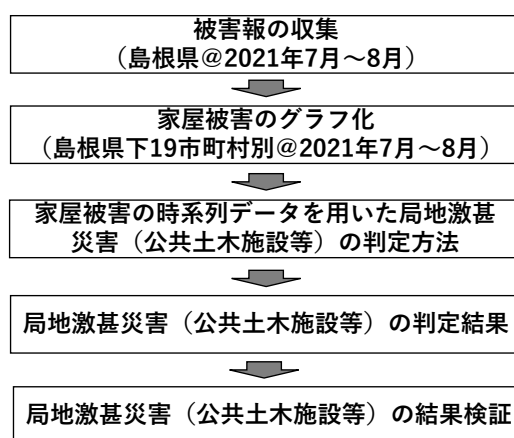 被害報の収集
（島根県@2021年7月～8月）
家屋被害のグラフ化
（島根県下19市町村別@2021年7月～8月）
家屋被害の時系列データを用いた局地激甚
災害（公共土木施設等）の判定方法
局地激甚災害（公共土木施設等）の判定結果
局地激甚災害（公共土木施設等）の結果検証